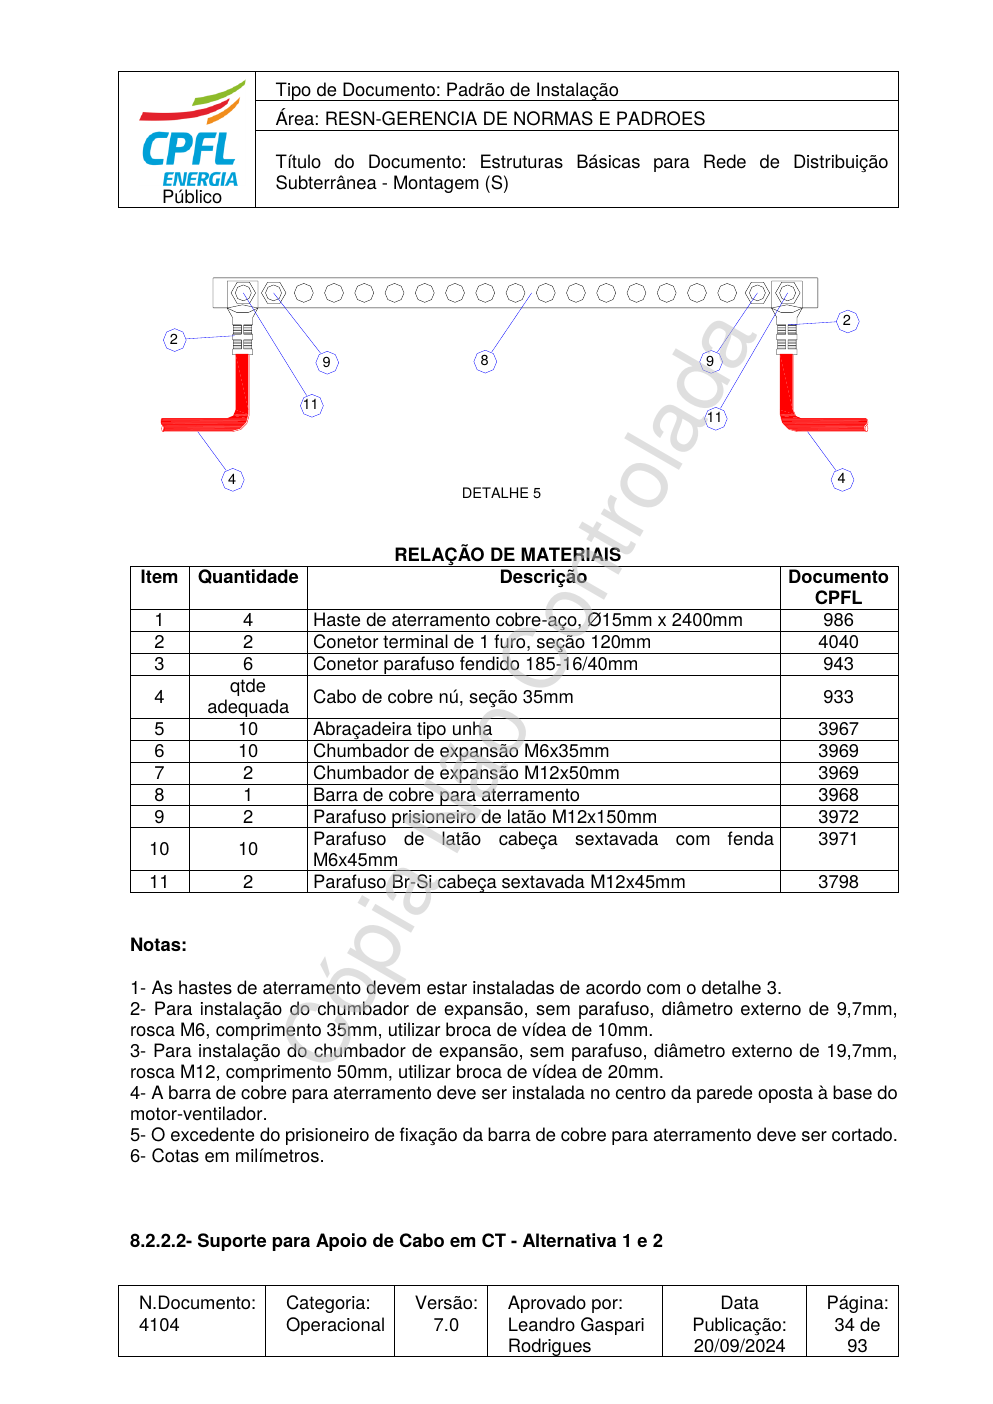 CPFL
ENERGIA
Público
Tipo de Documento: Padrão de Instalação
Área: RESN-GERENCIA DE NORMAS E PADROES
Título do Documento: Estruturas Básicas para Rede de Distribuição
Subterrânea - Montagem (S)
2
9
11
4
8
9
11
2
4
DETALHE 5
RELAÇÃO DE MATERIAIS
Item Quantidade Descrição Documento
CPFL
1 4 Haste de aterramento cobre-aço, Ø15mm x 2400mm 986
2 2 Conetor terminal de 1 furo, seção 120mm 4040
3 6 Conetor parafuso fendido 185-16/40mm 943
4 qtde adequada Cabo de cobre nú, seção 35mm 933
5 10 Abraçadeira tipo unha 3967
6 10 Chumbador de expansão M6x35mm 3969
7 2 Chumbador de expansão M12x50mm 3969
8 1 Barra de cobre para aterramento 3968
9 2 Parafuso prisioneiro de latão M12x150mm 3972
10 10 Parafuso de latão cabeça sextavada com fenda 3971
M6x45mm
11 2 Parafuso Br-Si cabeça sextavada M12x45mm 3798
Notas:
1- As hastes de aterramento devem estar instaladas de acordo com o detalhe 3.
2- Para instalação do chumbador de expansão, sem parafuso, diâmetro externo de 9,7mm,
rosca M6, comprimento 35mm, utilizar broca de vídea de 10mm.
3- Para instalação do chumbador de expansão, sem parafuso, diâmetro externo de 19,7mm,
rosca M12, comprimento 50mm, utilizar broca de vídea de 20mm.
4- A barra de cobre para aterramento deve ser instalada no centro da parede oposta à base do
motor-ventilador.
5- O excedente do prisioneiro de fixação da barra de cobre para aterramento deve ser cortado.
6- Cotas em milímetros.
8.2.2.2- Suporte para Apoio de Cabo em CT - Alternativa 1 e 2
Cópia Não Controlada
N.Documento: Categoria: Versão: Aprovado por: Data Página:
4104 Operacional 7.0 Leandro Gaspari Publicação: 34 de
Rodrigues 20/09/2024 93